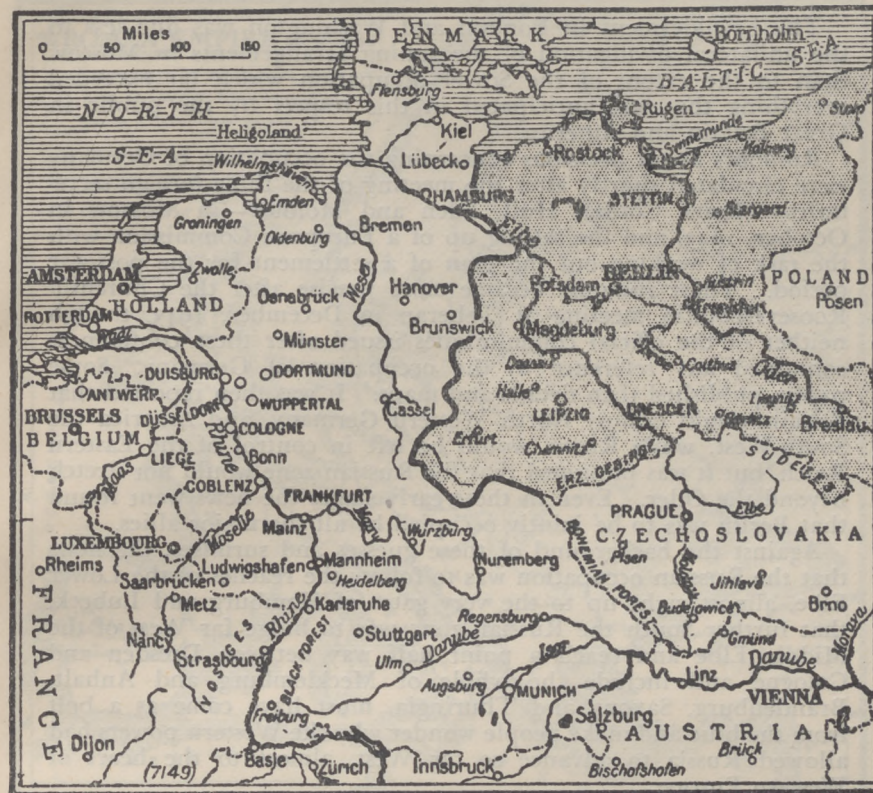 Miles
0 50 100 150
DENMARK
Bornholm
BALTIC SEA
NORTH
SEA
Flensburg
Heligoland
Kiel
Rügen
Stolp
Wilhelmshaven
Lübeck
Rostock
Swinemunde
Kolberg
Emden
HAMBURG
STETTIN
Stargard
Groningen
Oldenburg
Bremen
Elbe
Zwolle
AMSTERDAM
HOLLAND
Osnabrück
Weser
Hanover
Potsdam
BERLIN
Küstrin
Frankfurt
POLAND
Posen
ROTTERDAM
Waal
Münster
Brunswick
Magdeburg
Dessau
Spree
Cottbus
Oder
DUISBURG
DORTMUND
ANTWERP
WUPPERTAL
Cassel
Halle
LEIPZIG
DRESDEN
Görlitz
Liegnitz
Breslau
BRUSSELS
DÜSSELDORF
BELGIUM
COLOGNE
Rhine
Erfurt
Chemnitz
LIEGE
Bonn
Maas
COBLENZ
FRANKFURT
ERZ GEBERGE
SUDETES
Elbe
LUXEMBOURG
Moselle
Mainz
Main
Würzburg
PRAGUE
CZECHOSLOVAKIA
Rheims
Ludwigshafen
Mannheim
Nuremberg
Pisen
BOHEMIAN FOREST
Saarbrücken
Heidelberg
Jihlava
Metz
Karlsruhe
Budejowice
Brno
FRANCE
Nancy
VOSGES
Rhine
Stuttgart
Regensburg
Gmünd
Morava
Strasbourg
BLACK FOREST
Ulm
Danube
Isar
Danube
Augsburg
MUNICH
Linz
VIENNA
Freiburg
Salzburg
AUSTRIA
Dijon
(7149)
Basle
Zürich
Innsbruck
Bischofshofen
Brück